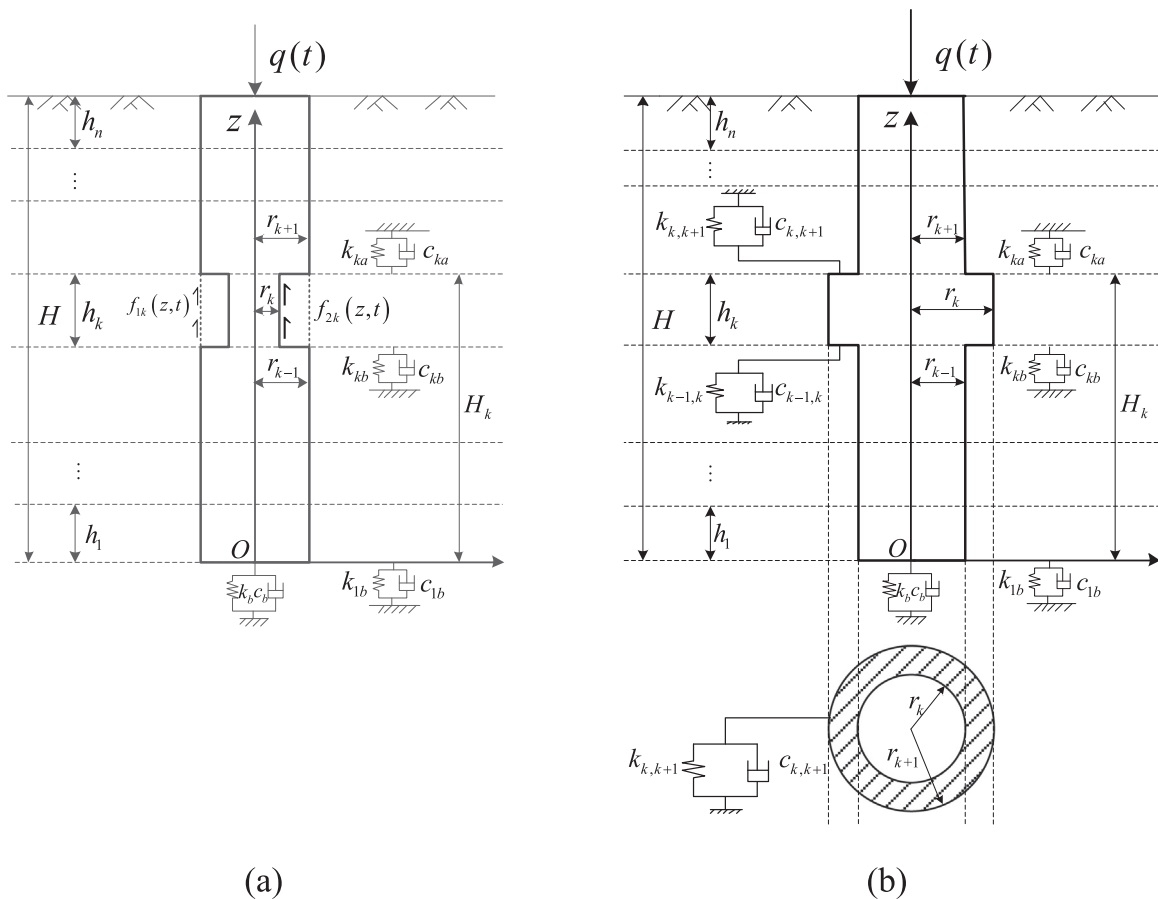 q(t)
z
h_n
⋮
r_{k+1}
k_{ka} c_{ka}
f_{1k}(z,t)
r_k
f_{2k}(z,t)
H
h_k
k_{kb} c_{kb}
r_{k−1}
H_k
⋮
h_1
O
k_b c_b
k_{1b} c_{1b}
(a)
q(t)
z
h_n
⋮
k_{k,k+1} c_{k,k+1}
r_{k+1}
k_{ka} c_{ka}
H
h_k
r_k
k_{k−1,k} c_{k−1,k}
r_{k−1}
k_{kb} c_{kb}
H_k
⋮
h_1
O
k_b c_b
k_{1b} c_{1b}
r_k
r_{k+1}
k_{k,k+1} c_{k,k+1}
(b)